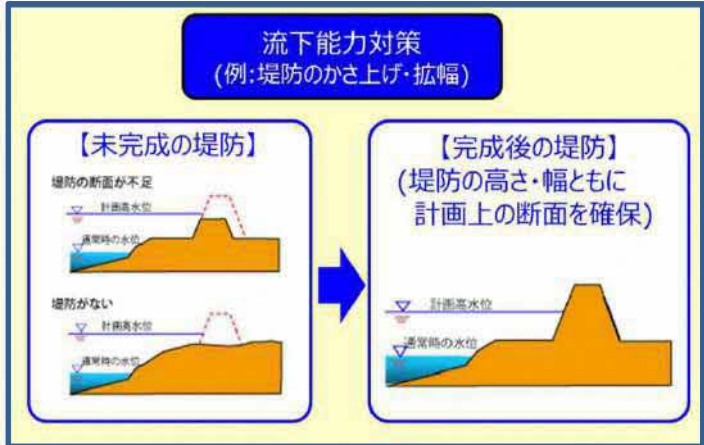 流下能力対策
(例:堤防のかさ上げ・拡幅)
【未完成の堤防】
堤防の断面が不足
計画高水位
通常時の水位
堤防がない
計画高水位
通常時の水位
【完成後の堤防】
(堤防の高さ・幅ともに
計画上の断面を確保)
計画高水位
通常時の水位